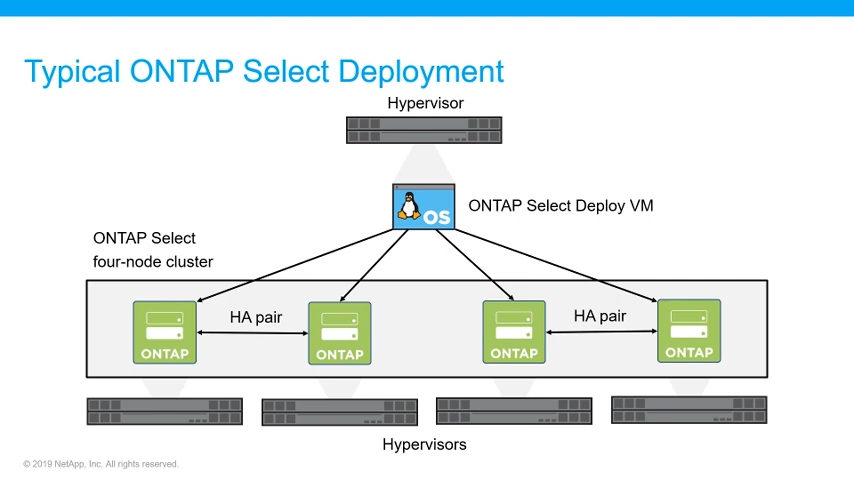 Typical ONTAP Select Deployment
Hypervisor
OS
ONTAP Select Deploy VM
ONTAP Select
four-node cluster
HA pair
HA pair
ONTAP
ONTAP
ONTAP
ONTAP
Hypervisors
© 2019 NetApp, Inc. All rights reserved.